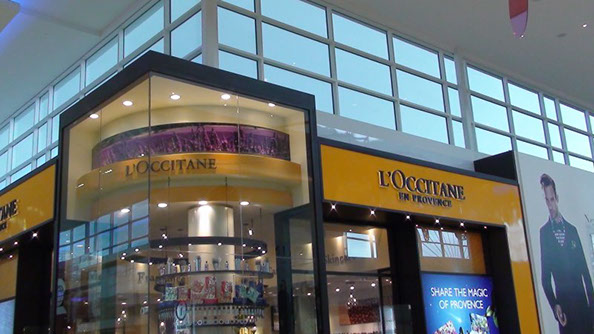 L'OCCITANE
L'OCCITANE
EN PROVENCE
SHARE THE MAGIC
OF PROVENCE